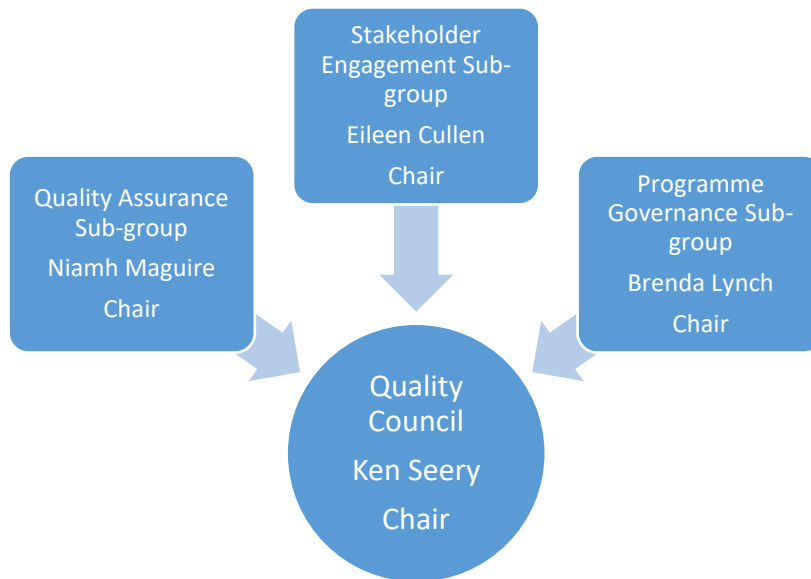 Stakeholder
Engagement Sub-
group
Eileen Cullen
Chair
Quality Assurance
Sub-group
Niamh Maguire
Chair
Programme
Governance Sub-
group
Brenda Lynch
Chair
Quality
Council
Ken Seery
Chair